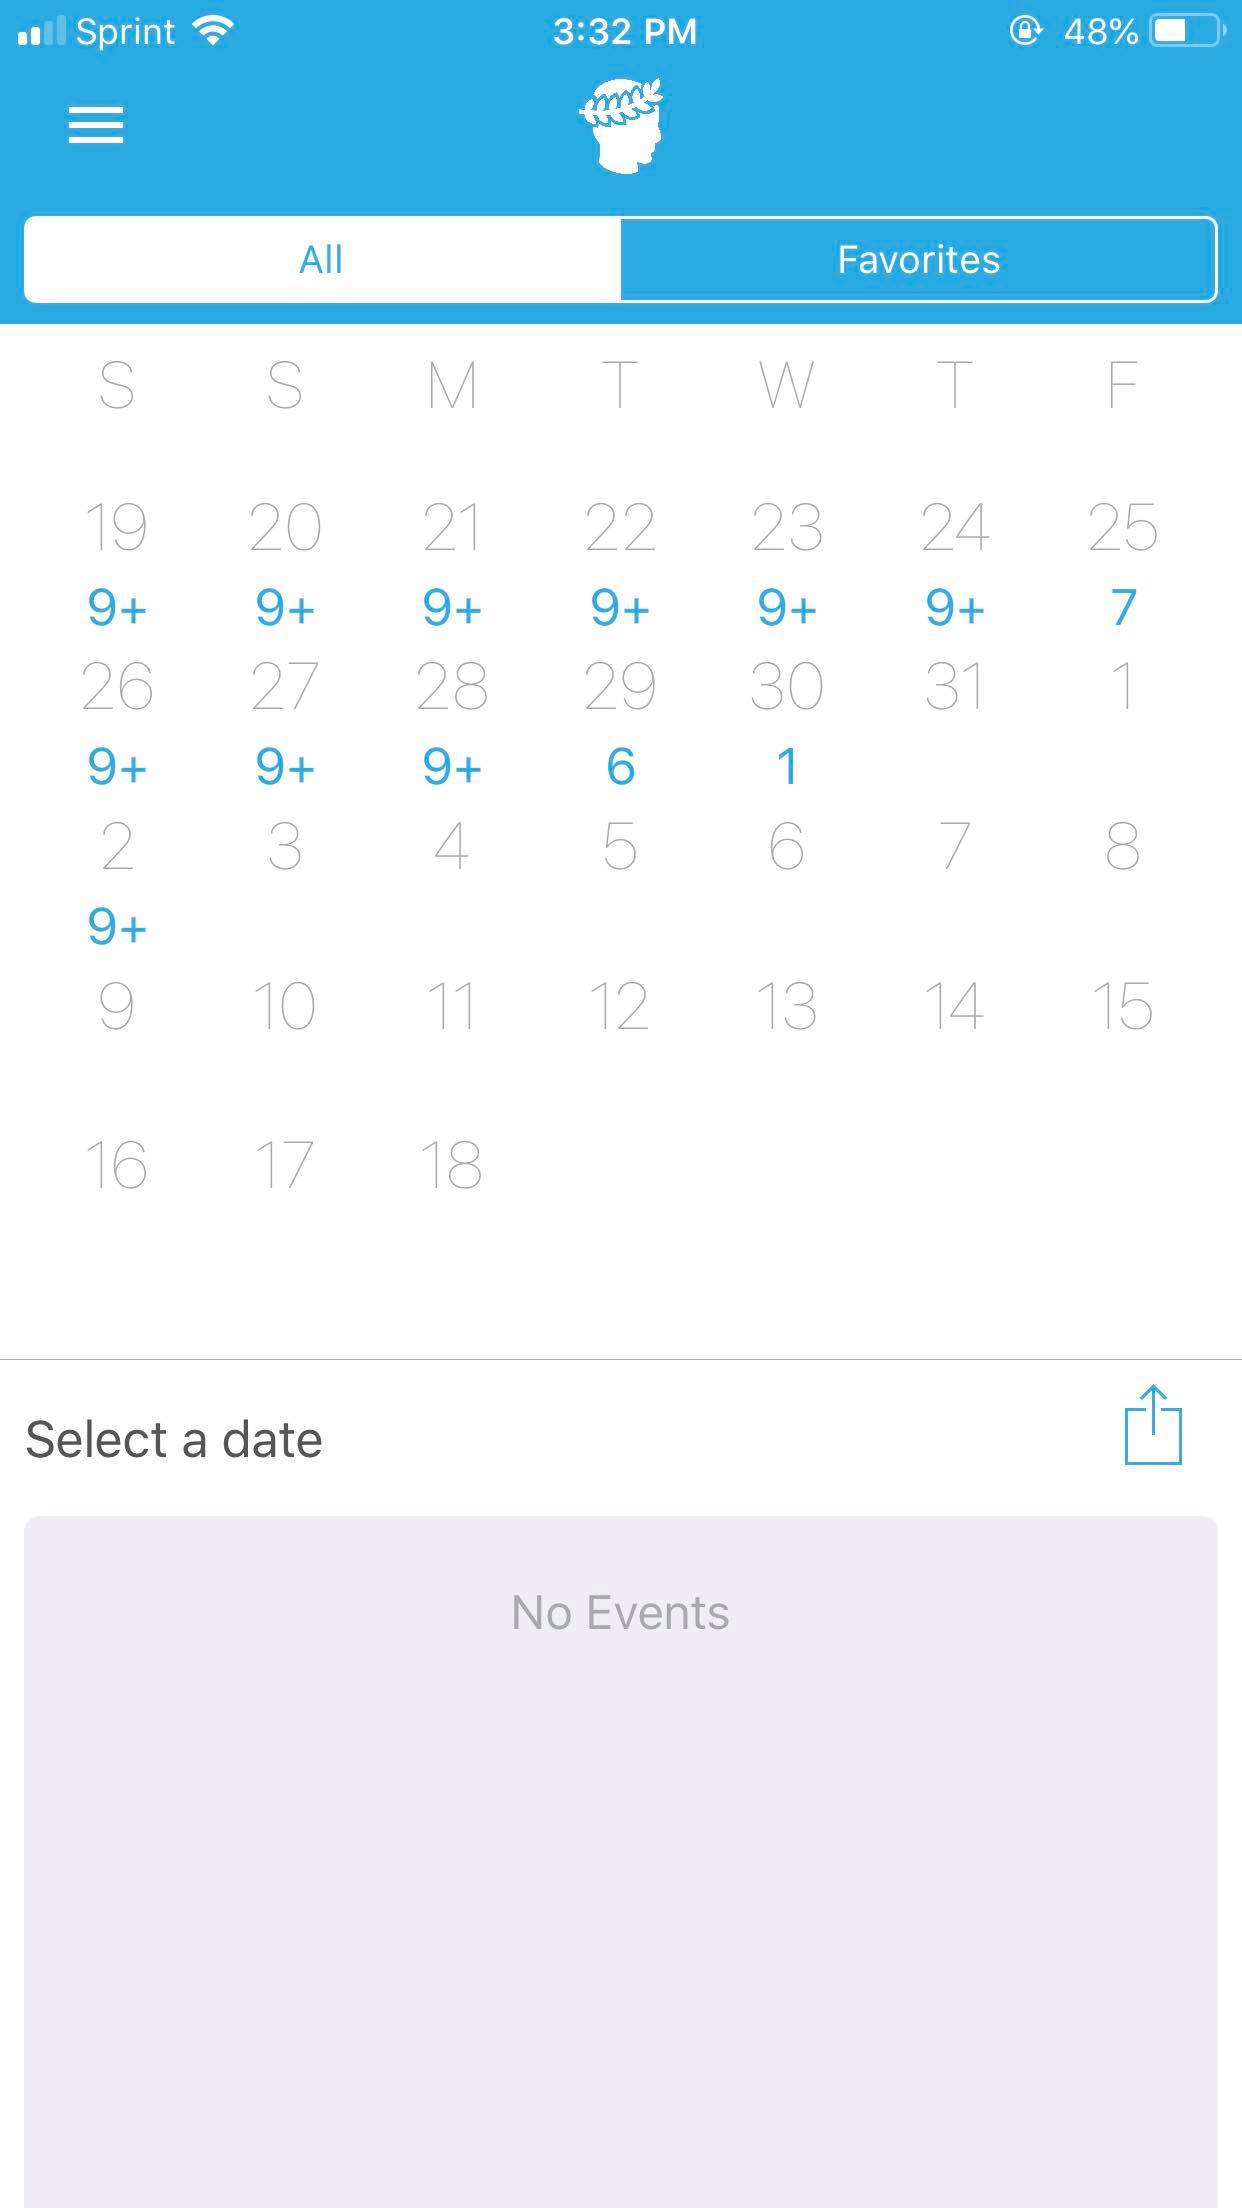 Sprint 3:32 PM 48%
All Favorites
S S M T W T F
19 20 21 22 23 24 25
9+ 9+ 9+ 9+ 9+ 9+ 7
26 27 28 29 30 31 1
9+ 9+ 9+ 6 1
2 3 4 5 6 7 8
9+
9 10 11 12 13 14 15
16 17 18
Select a date
No Events